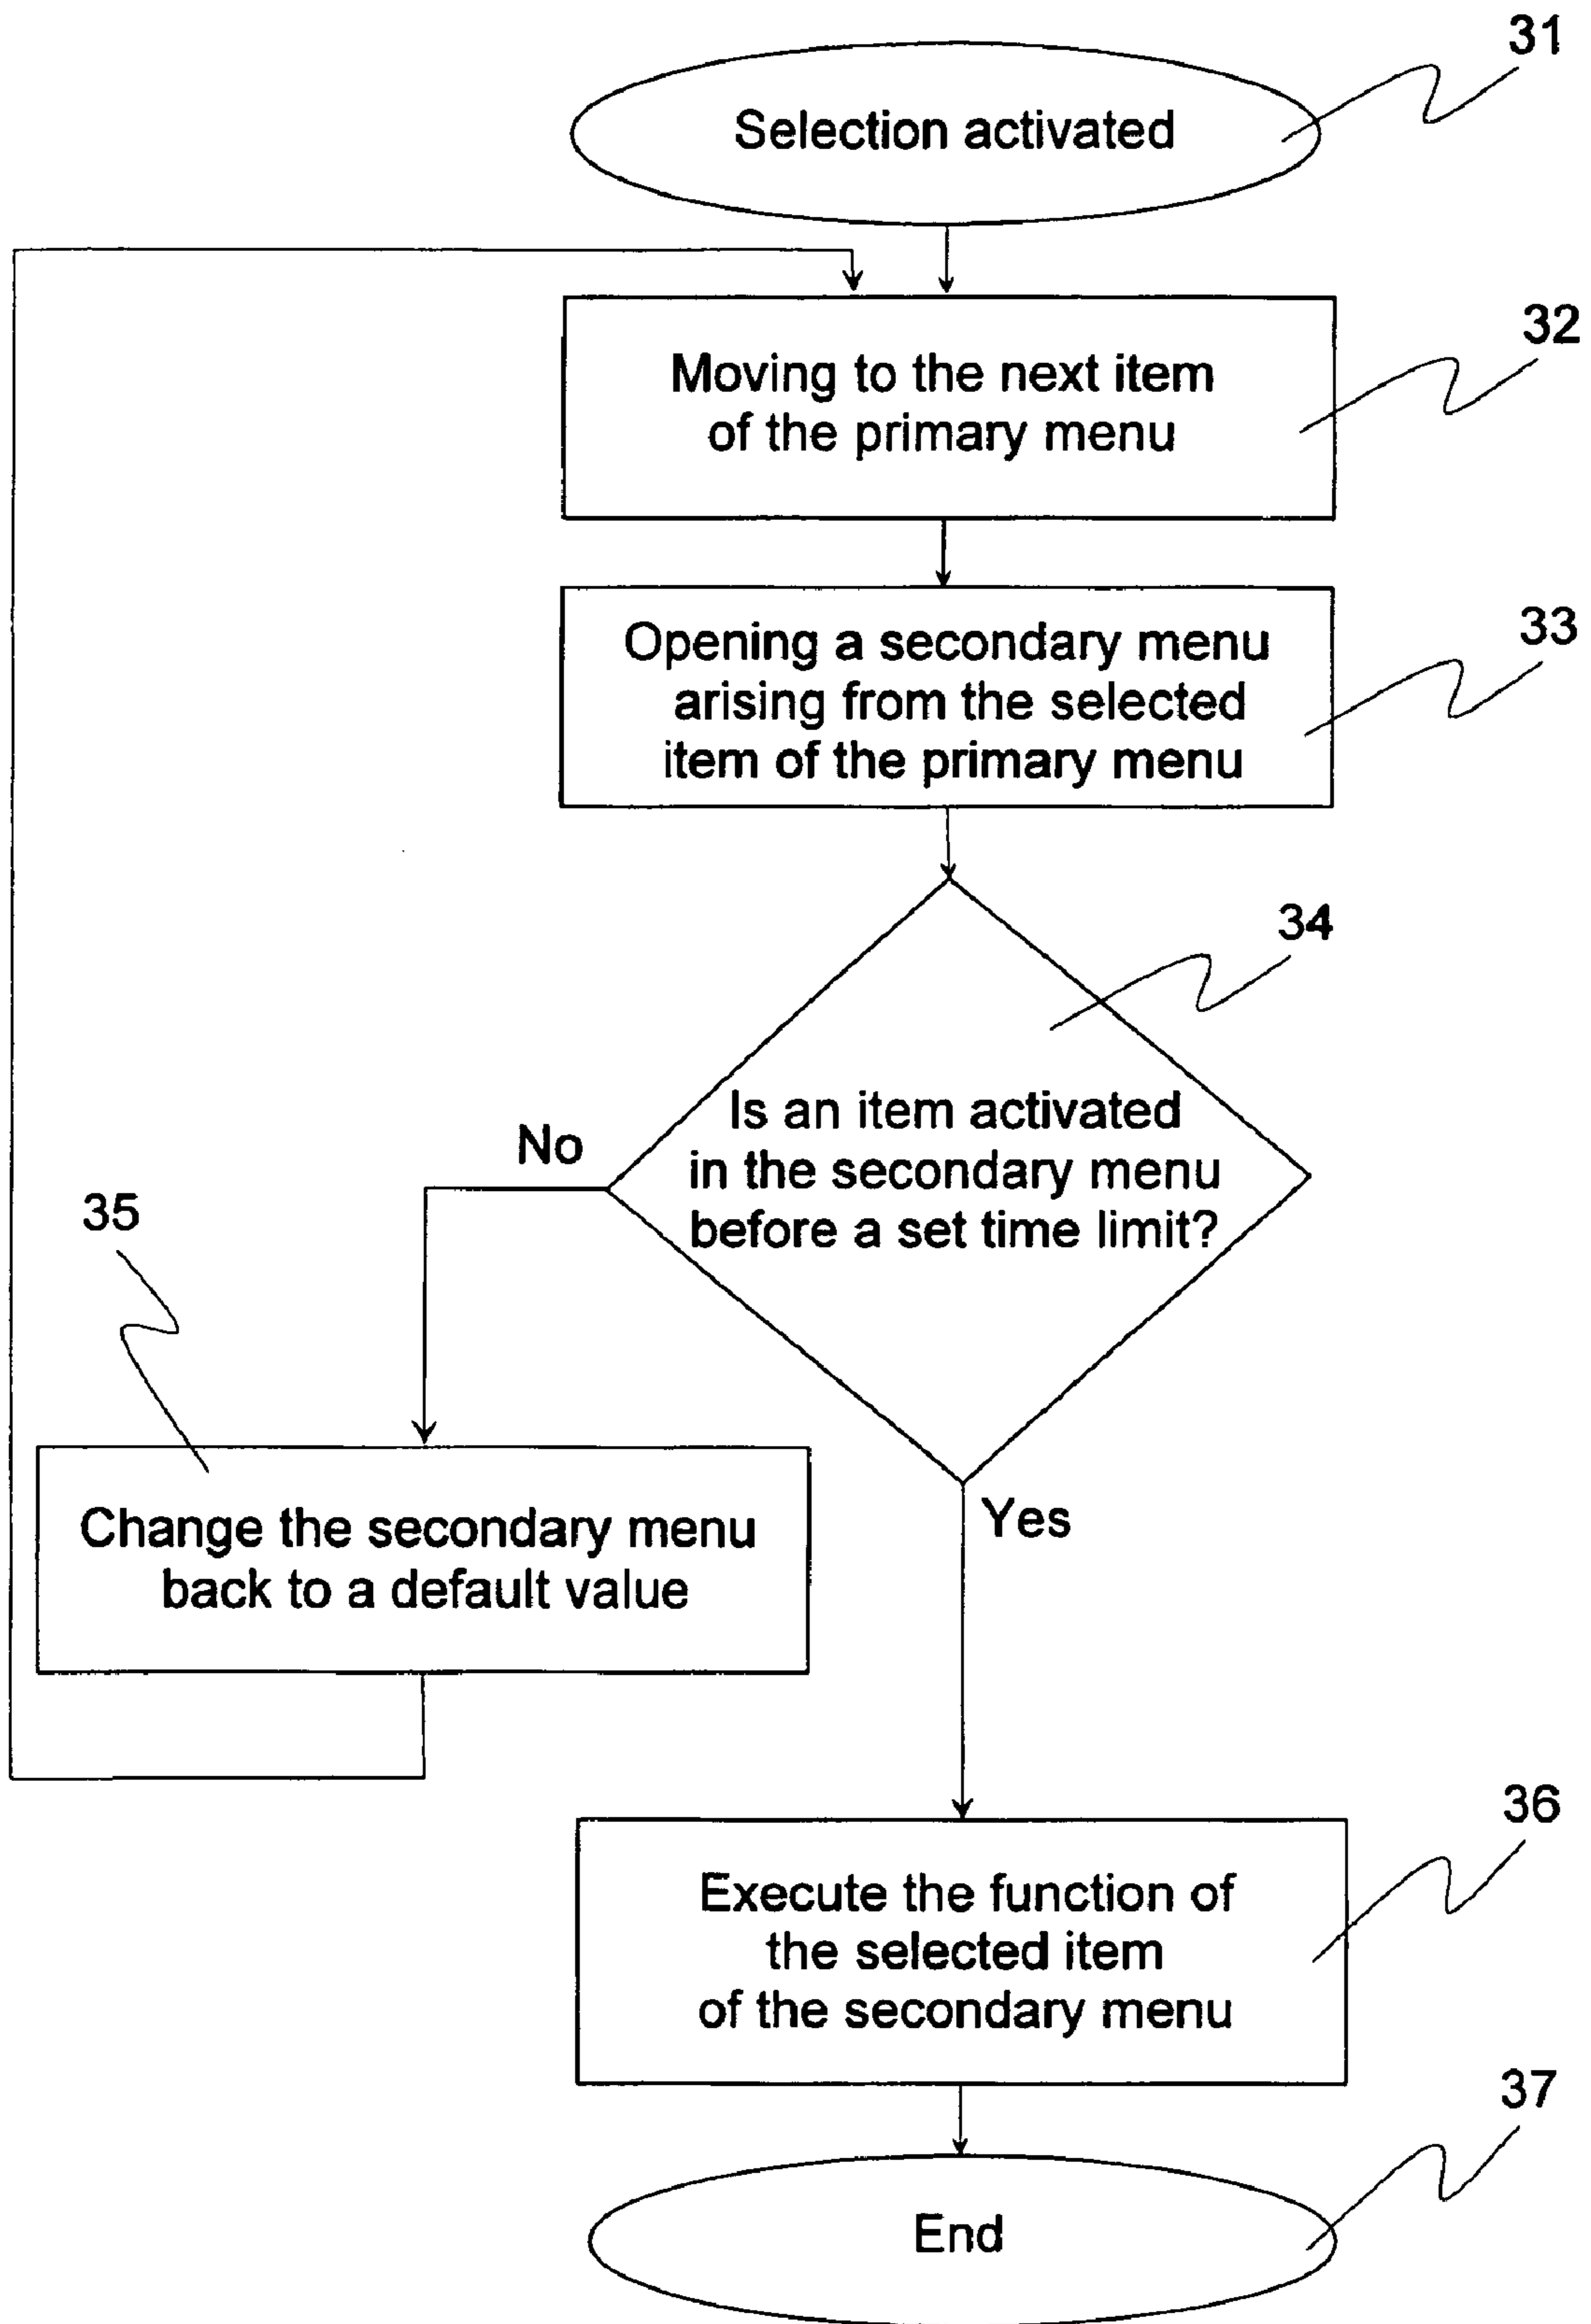 31
Selection activated
32
Moving to the next item
of the primary menu
33
Opening a secondary menu
arising from the selected
item of the primary menu
34
Is an item activated
in the secondary menu
before a set time limit?
No
35
Change the secondary menu
back to a default value
Yes
36
Execute the function of
the selected item
of the secondary menu
37
End